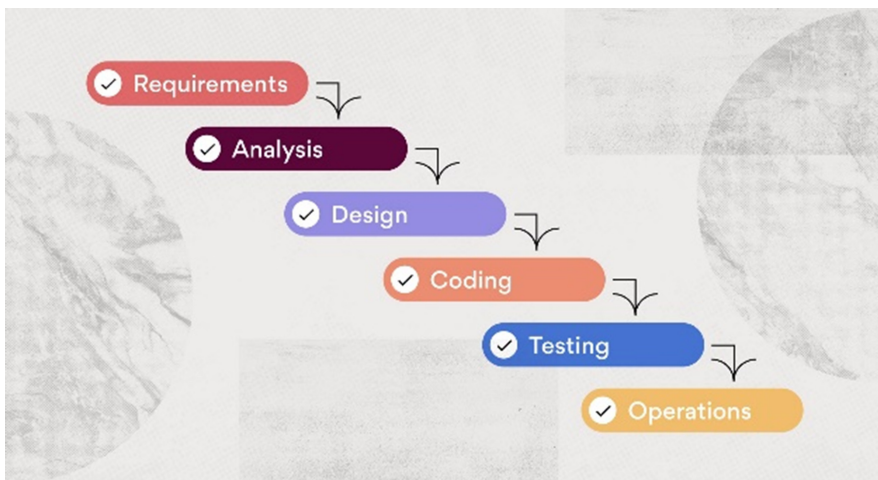 Requirements
Analysis
Design
Coding
Testing
Operations